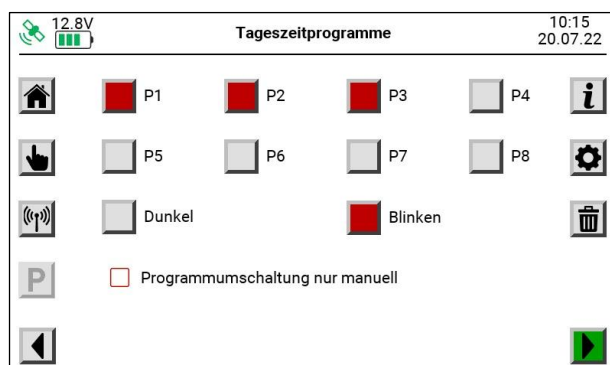 12.8V Tageszeitprogramme 10:15
20.07.22
P1 P2 P3 P4 i
P5 P6 P7 P8
Dunkel Blinken
P Programmumschaltung nur manuell